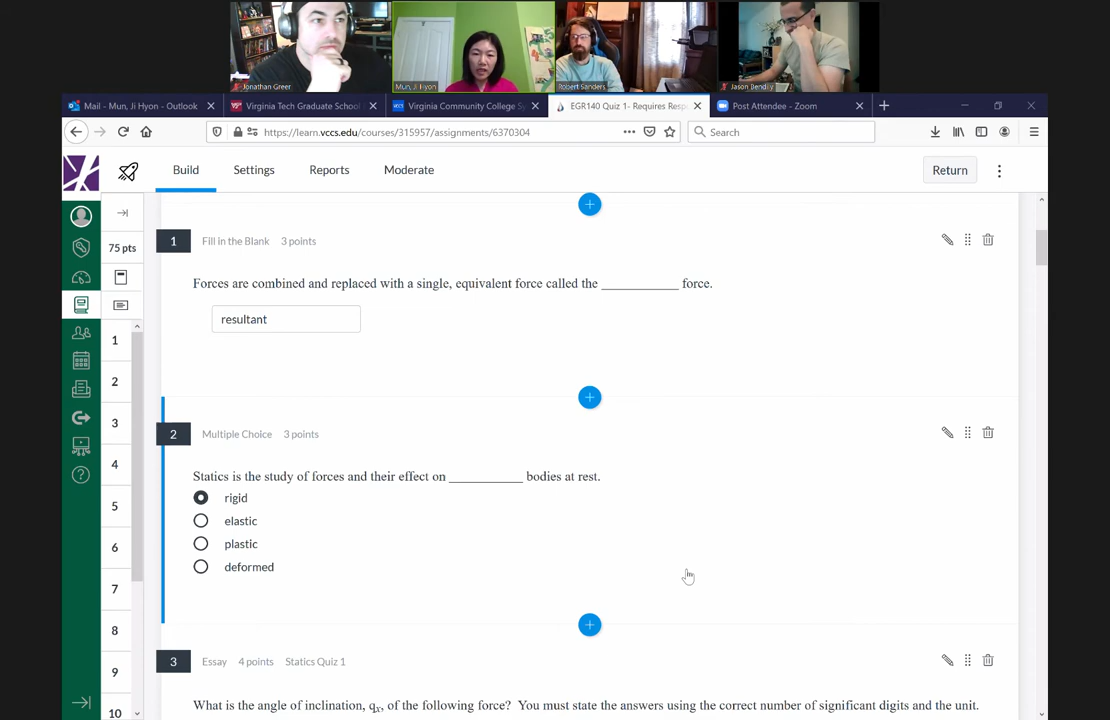 Jonathan Greer
Mun, Ji Hyon
Robert Sanders
Jason Bendily
Mail - Mun, Ji Hyon - Outlook
Virginia Tech Graduate School
Virginia Community College Sy
EGR140 Quiz 1- Requires Resp
Post Attendee - Zoom
https://learn.vccs.edu/courses/315957/assignments/6370304
Search
Build
Settings
Reports
Moderate
Return
75 pts
1
2
3
4
5
6
7
8
9
10
1 Fill in the Blank 3 points
Forces are combined and replaced with a single, equivalent force called the ___________ force.
resultant
2 Multiple Choice 3 points
Statics is the study of forces and their effect on __________ bodies at rest.
rigid
elastic
plastic
deformed
3 Essay 4 points Statics Quiz 1
What is the angle of inclination, qx, of the following force? You must state the answers using the correct number of significant digits and the unit.